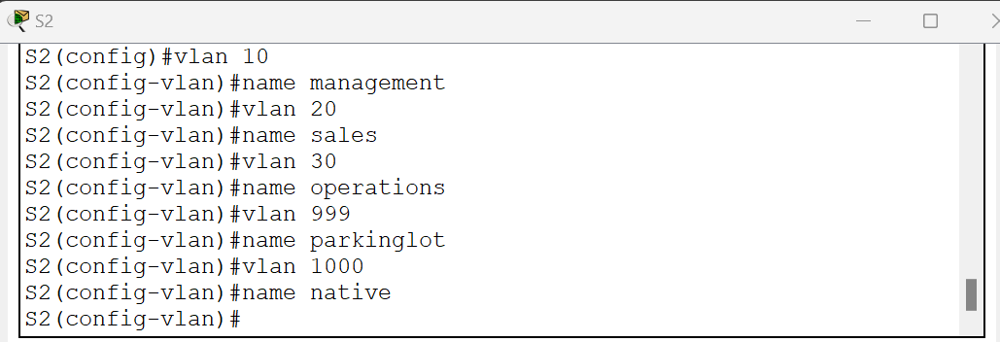 S2
S2(config)#vlan 10
S2(config-vlan)#name management
S2(config-vlan)#vlan 20
S2(config-vlan)#name sales
S2(config-vlan)#vlan 30
S2(config-vlan)#name operations
S2(config-vlan)#vlan 999
S2(config-vlan)#name parkinglot
S2(config-vlan)#vlan 1000
S2(config-vlan)#name native
S2(config-vlan)#